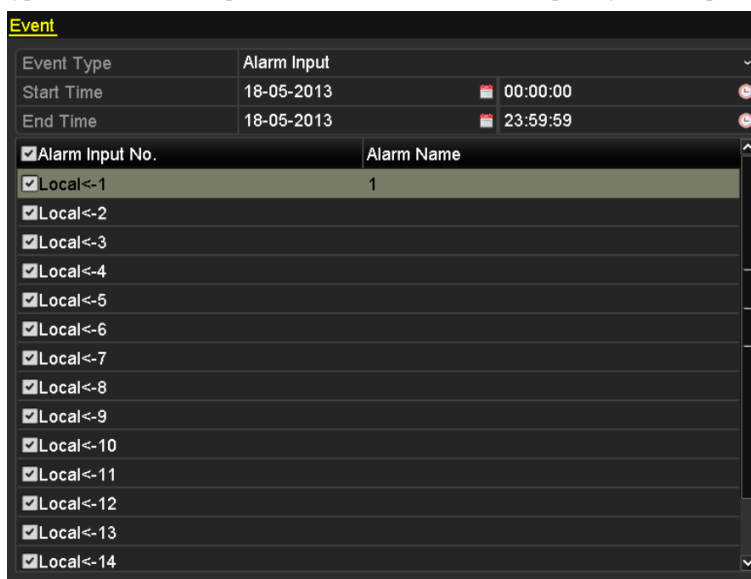 Event
Event Type Alarm Input
Start Time 18-05-2013 00:00:00
End Time 18-05-2013 23:59:59
Alarm Input No. Alarm Name
Local<-1 1
Local<-2
Local<-3
Local<-4
Local<-5
Local<-6
Local<-7
Local<-8
Local<-9
Local<-10
Local<-11
Local<-12
Local<-13
Local<-14